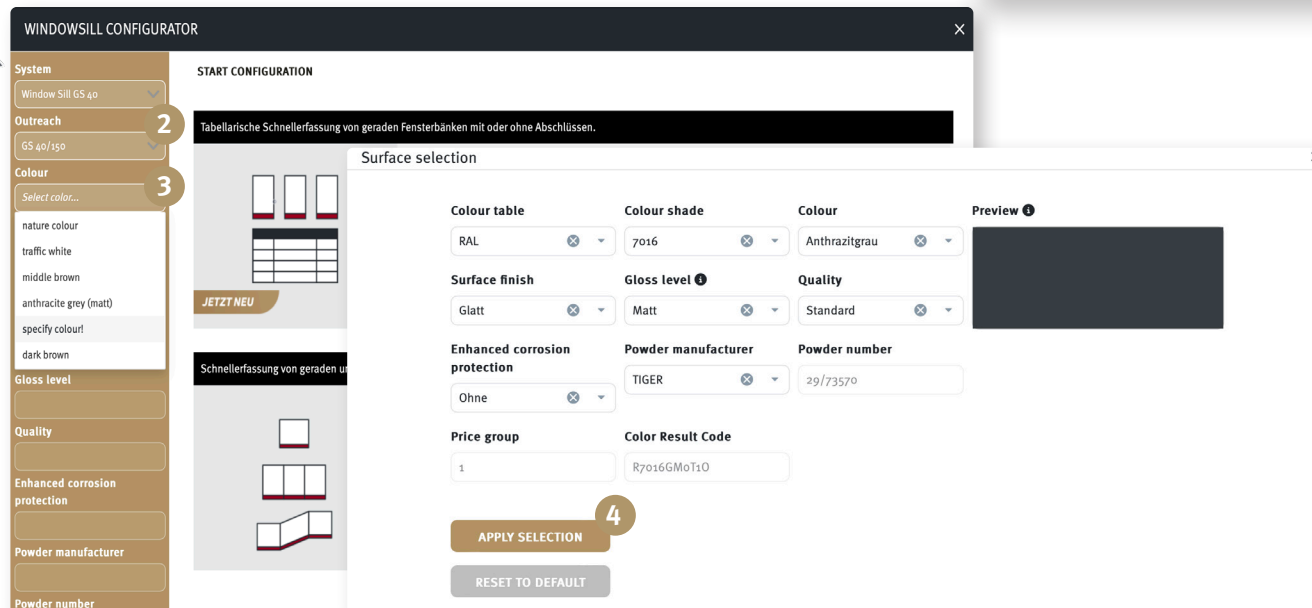 WINDOWSILL CONFIGURATOR
X
System
Window Sill GS 40
2
Outreach
GS 40/150
Colour
3
Select color...
nature colour
traffic white
middle brown
anthracite grey (matt)
specify colour!
dark brown
Gloss level
Quality
Enhanced corrosion
protection
Powder manufacturer
Powder number
START CONFIGURATION
Tabellarische Schnellerfassung von geraden Fensterbänken mit oder ohne Abschlüssen.
JETZT NEU
Schnellerfassung von geraden un
Surface selection
Colour table
Colour shade
Colour
Preview
RAL
7016
Anthrazitgrau
Surface finish
Gloss level
Quality
Glatt
Matt
Standard
Enhanced corrosion
protection
Powder manufacturer
Powder number
Ohne
TIGER
29/73570
Price group
Color Result Code
1
R7016GM0T1O
4
APPLY SELECTION
RESET TO DEFAULT